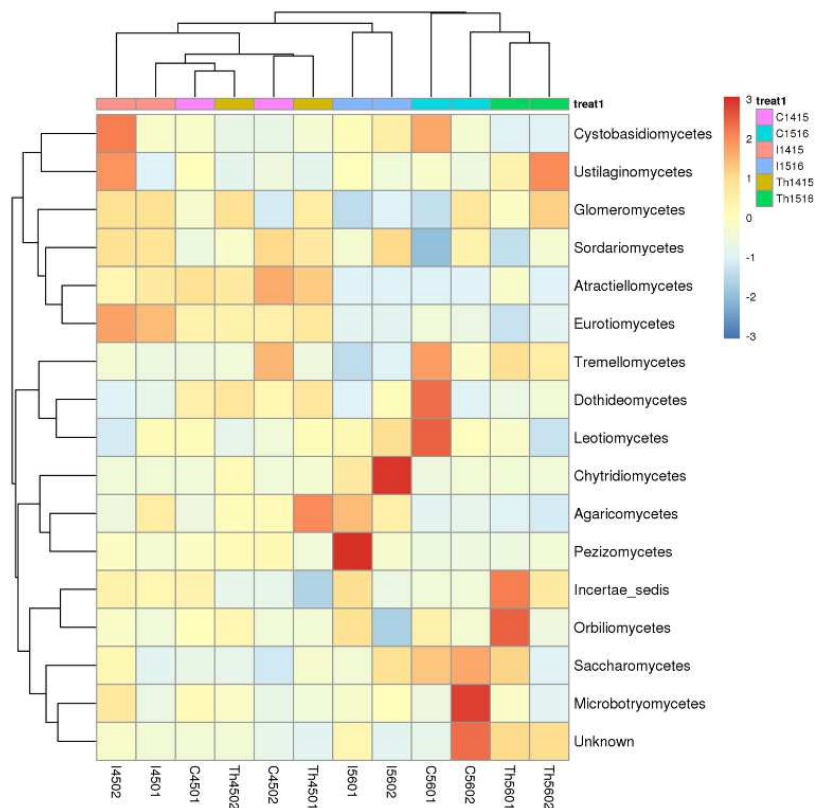 treat1
Cystobasidiomycetes
Ustilaginomycetes
Glomeromycetes
Sordariomycetes
Atractiellomycetes
Eurotiomycetes
Tremellomycetes
Dothideomycetes
Leotiomycetes
Chytridiomycetes
Agaricomycetes
Pezizomycetes
Incertae_sedis
Orbiliomycetes
Saccharomycetes
Microbotryomycetes
Unknown
I4502
I4501
C4501
Th4502
C4502
Th4501
I5601
I5602
C5601
C5602
Th5601
Th5602
3
2
1
0
-1
-2
-3
treat1
C1415
C1516
I1415
I1516
Th1415
Th1516